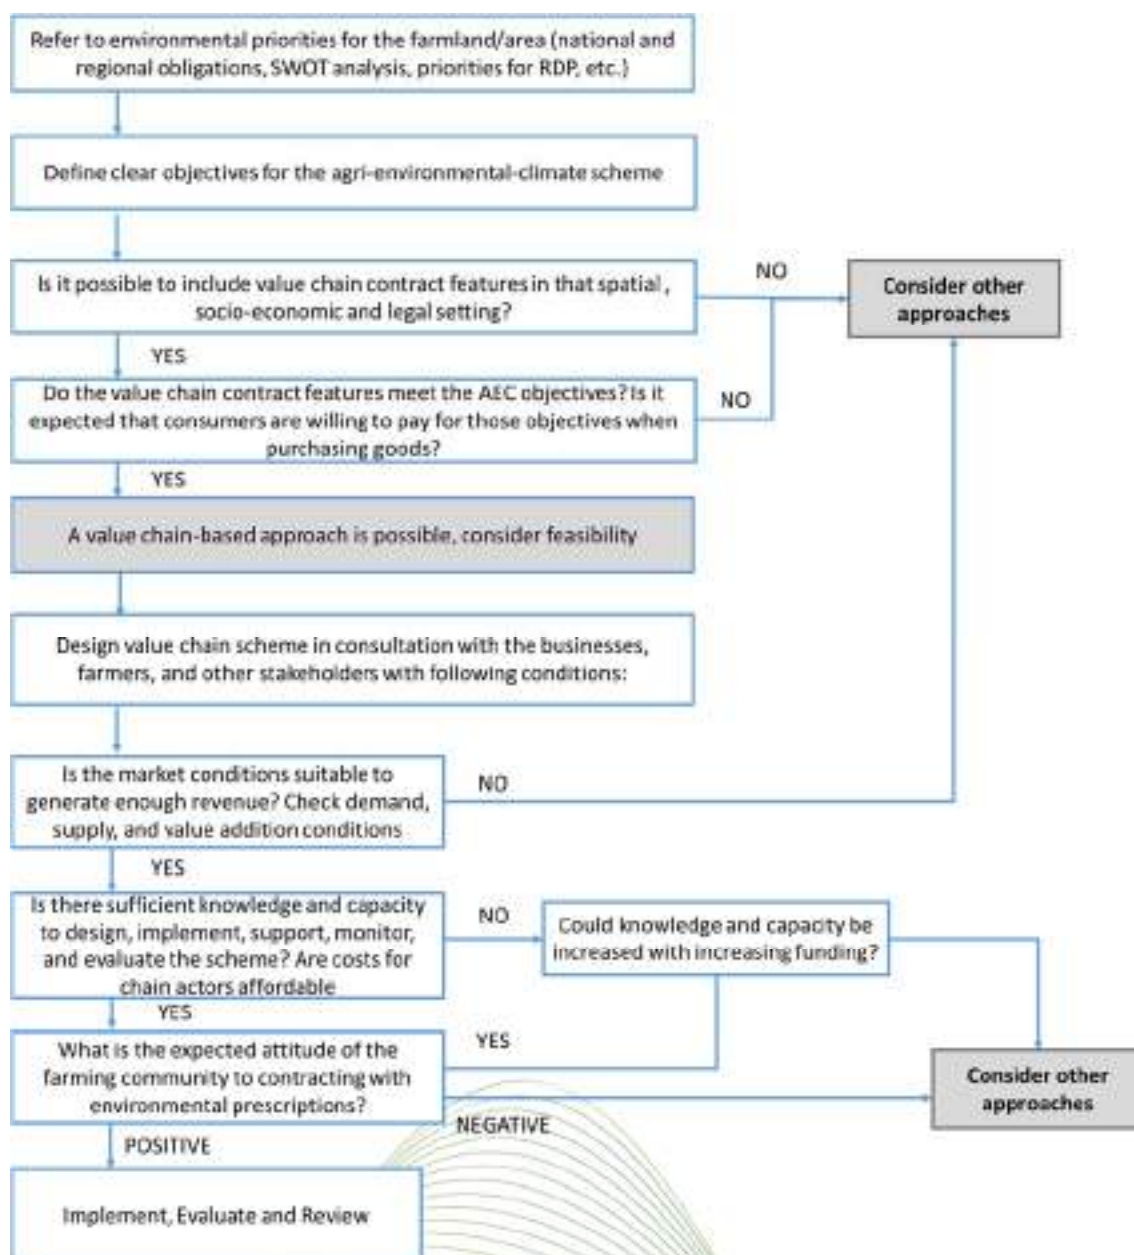 Refer to environmental priorities for the farmland/area (national and
regional obligations, SWOT analysis, priorities for RDP, etc.)
Define clear objectives for the agri-environmental-climate scheme
Is it possible to include value chain contract features in that spatial,
socio-economic and legal setting?
NO
Consider other
approaches
YES
Do the value chain contract features meet the AEC objectives? Is it
expected that consumers are willing to pay for those objectives when
purchasing goods?
NO
YES
A value chain-based approach is possible, consider feasibility
Design value chain scheme in consultation with the businesses,
farmers, and other stakeholders with following conditions:
Is the market conditions suitable to
generate enough revenue? Check demand,
supply, and value addition conditions
NO
YES
Is there sufficient knowledge and capacity
to design, implement, support, monitor,
and evaluate the scheme? Are costs for
chain actors affordable
NO
Could knowledge and capacity be
increased with increasing funding?
YES
What is the expected attitude of the
farming community to contracting with
environmental prescriptions?
YES
Consider other
approaches
NEGATIVE
POSITIVE
Implement, Evaluate and Review